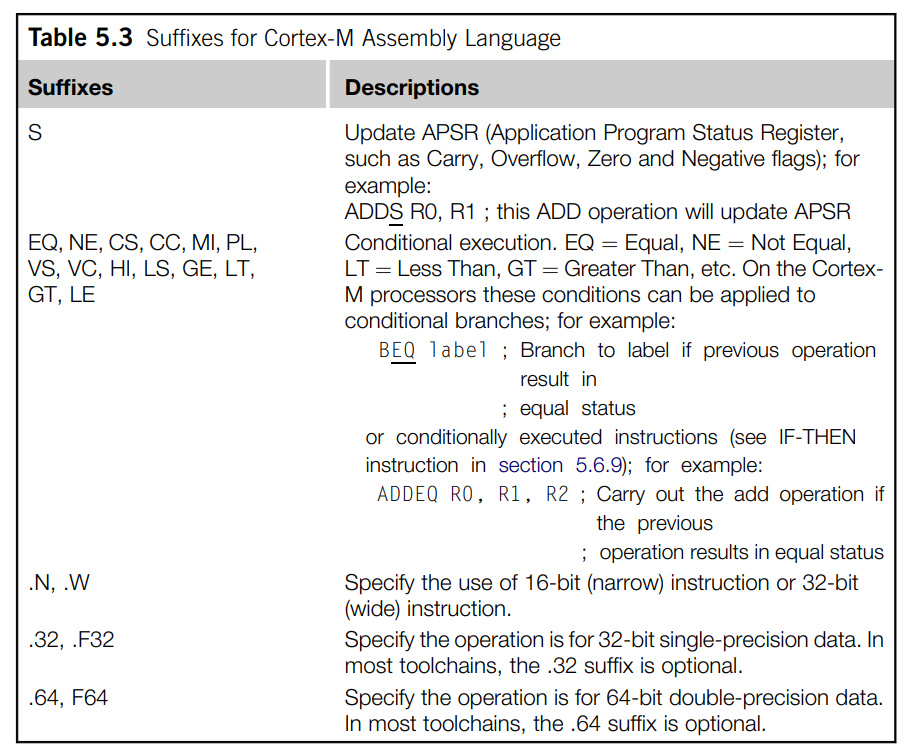 Table 5.3 Suffixes for Cortex-M Assembly Language
Suffixes Descriptions
S Update APSR (Application Program Status Register,
such as Carry, Overflow, Zero and Negative flags); for
example:
ADDS R0, R1 ; this ADD operation will update APSR
EQ, NE, CS, CC, MI, PL, Conditional execution. EQ = Equal, NE = Not Equal,
VS, VC, HI, LS, GE, LT, LT = Less Than, GT = Greater Than, etc. On the Cortex-
GT, LE M processors these conditions can be applied to
conditional branches; for example:
BEQ label ; Branch to label if previous operation
result in
; equal status
or conditionally executed instructions (see IF-THEN
instruction in section 5.6.9); for example:
ADDEQ R0, R1, R2 ; Carry out the add operation if
the previous
; operation results in equal status
.N, .W Specify the use of 16-bit (narrow) instruction or 32-bit
(wide) instruction.
.32, .F32 Specify the operation is for 32-bit single-precision data. In
most toolchains, the .32 suffix is optional.
.64, F64 Specify the operation is for 64-bit double-precision data.
In most toolchains, the .64 suffix is optional.